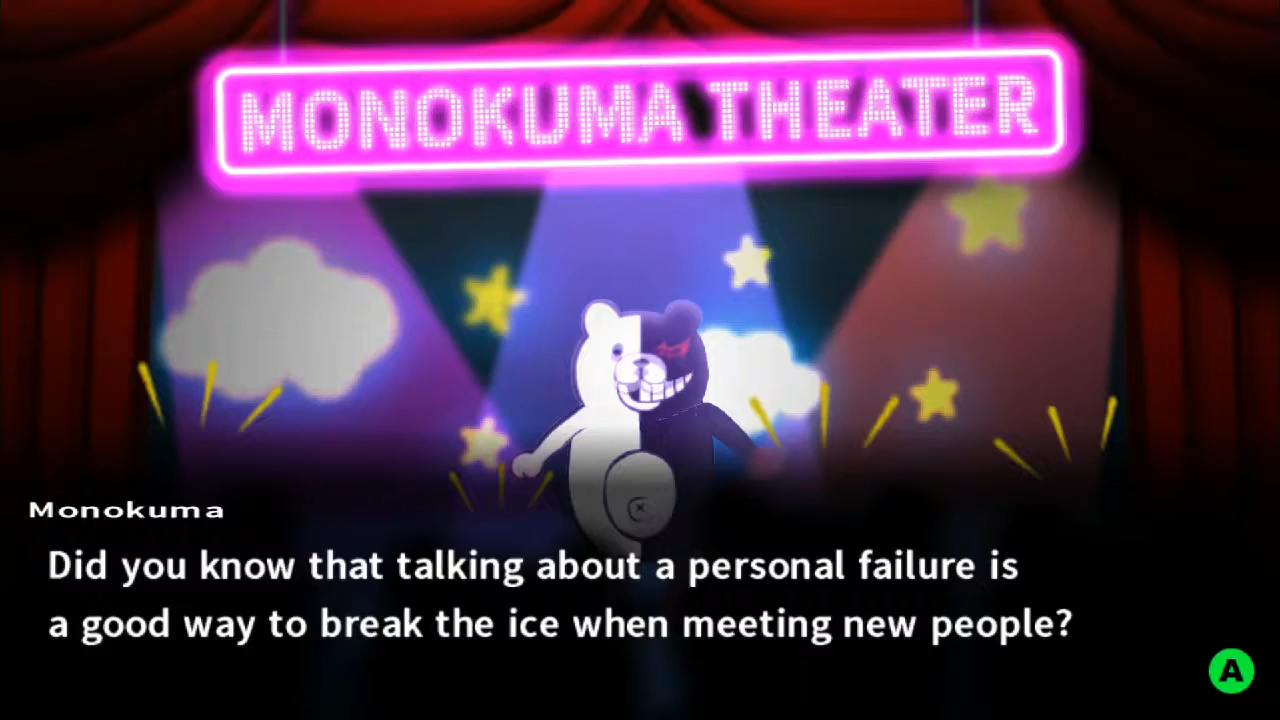 MONOKUMA THEATER
Monokuma
Did you know that talking about a personal failure is
a good way to break the ice when meeting new people?
A